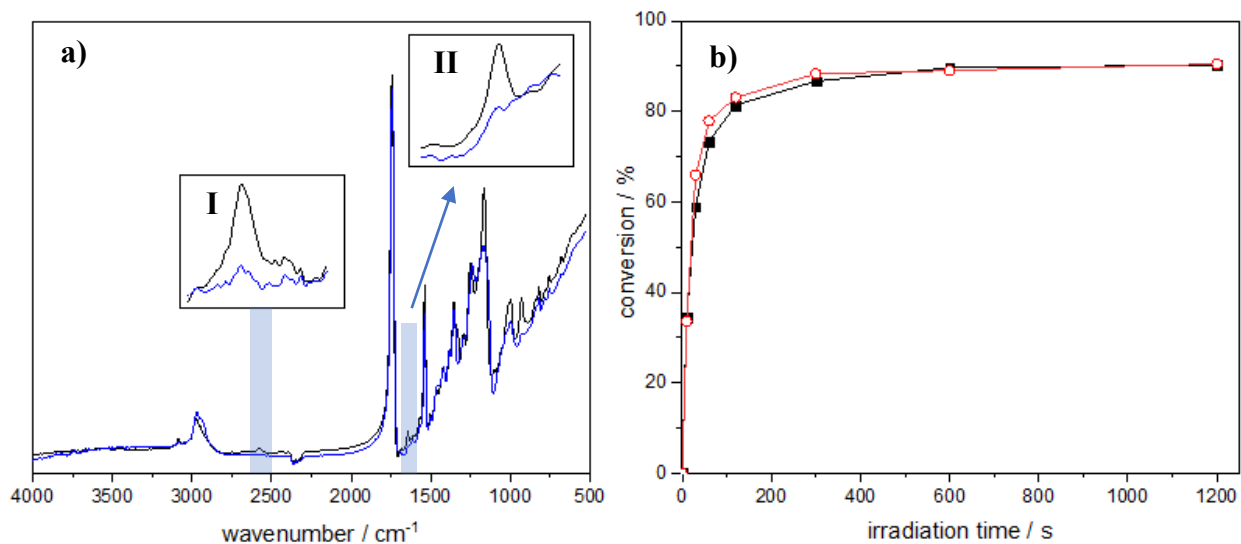 a)
I
II
4000 3500 3000 2500 2000 1500 1000 500
wavenumber / cm⁻¹
b)
100
80
60
40
20
0
conversion / %
0 200 400 600 800 1000 1200
irradiation time / s